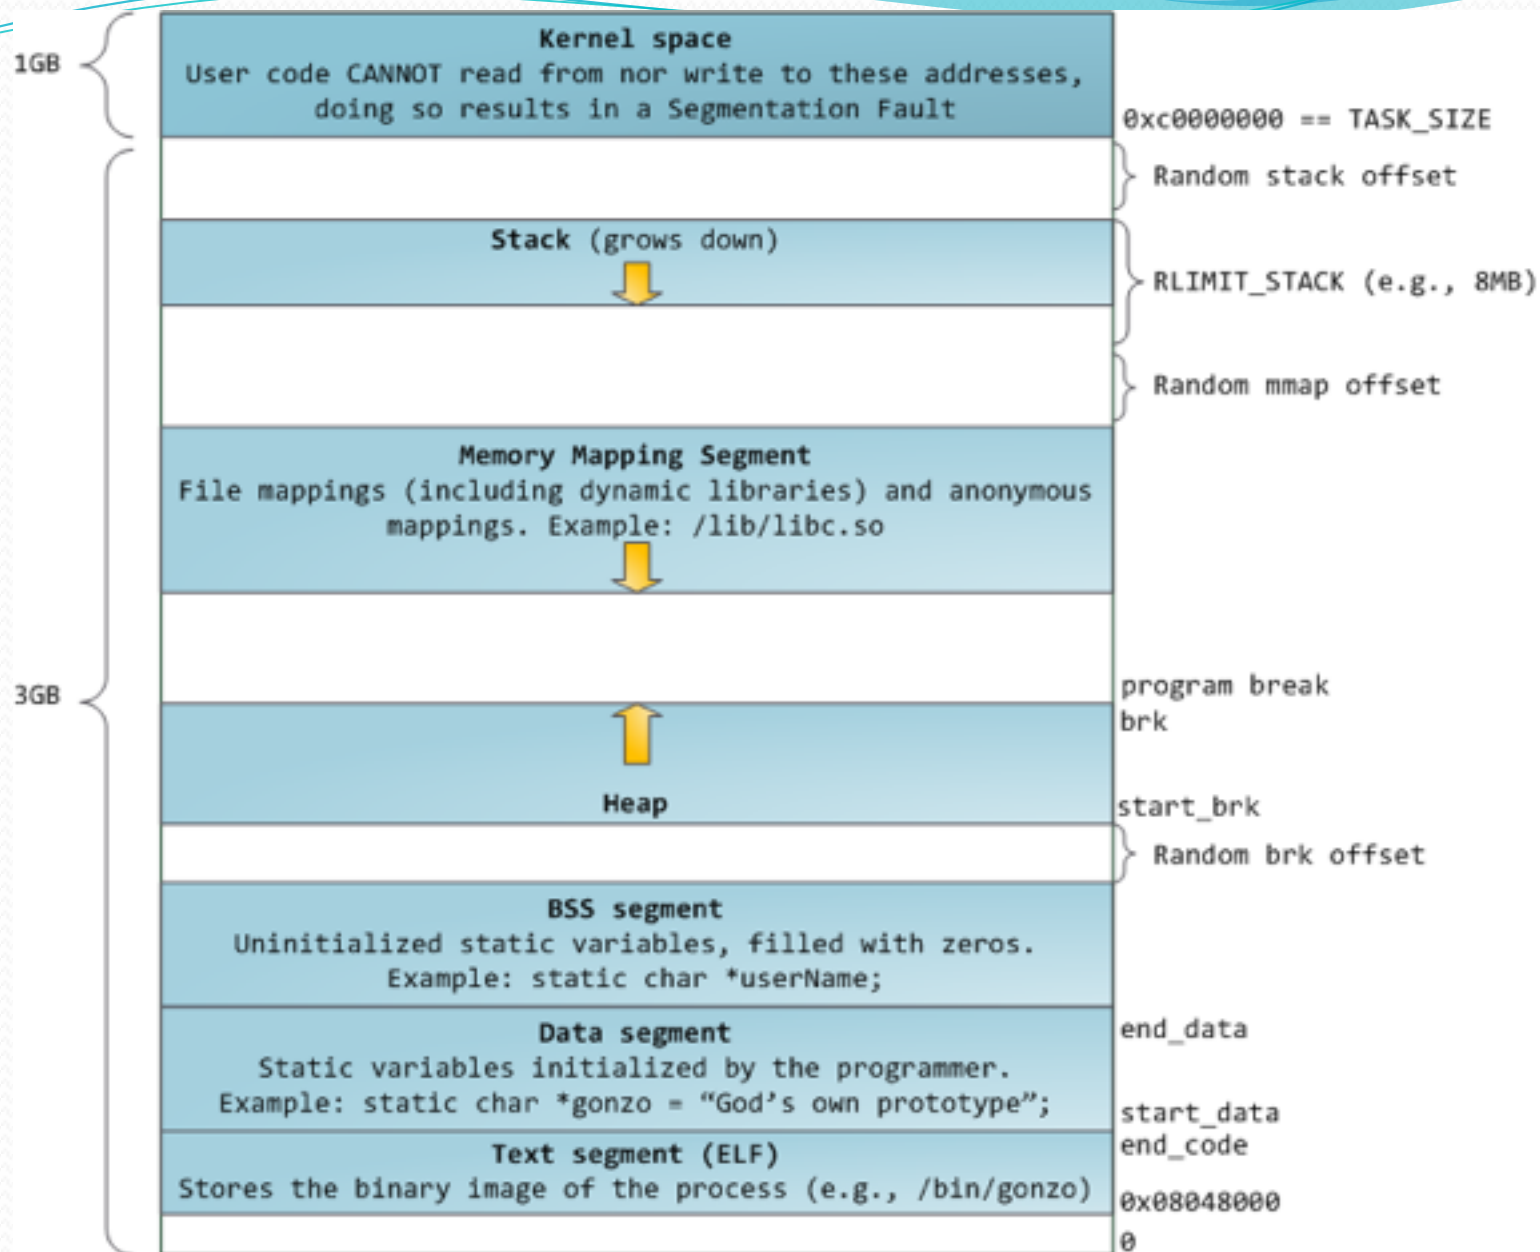 1GB
Kernel space
User code CANNOT read from nor write to these addresses,
doing so results in a Segmentation Fault
0xc0000000 == TASK_SIZE
Random stack offset
Stack (grows down)
RLIMIT_STACK (e.g., 8MB)
Random mmap offset
Memory Mapping Segment
File mappings (including dynamic libraries) and anonymous
mappings. Example: /lib/libc.so
3GB
program break
brk
Heap
start_brk
Random brk offset
BSS segment
Uninitialized static variables, filled with zeros.
Example: static char *userName;
Data segment
end_data
Static variables initialized by the programmer.
Example: static char *gonzo = “God’s own prototype”;
start_data
end_code
Text segment (ELF)
Stores the binary image of the process (e.g., /bin/gonzo)
0x08048000
0